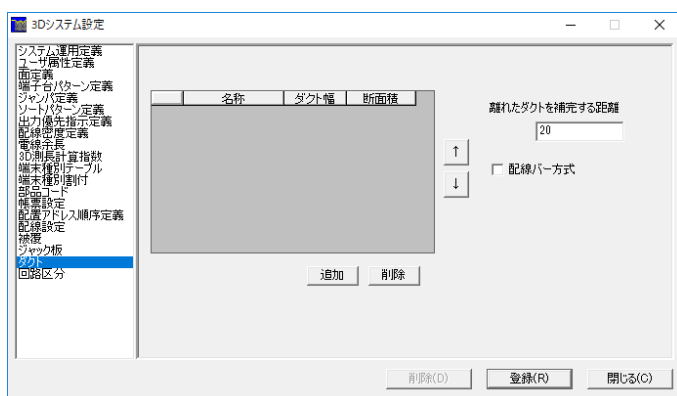 3Dシステム設定
システム運用定義
ユーザ属性定義
面定義
端子台パターン定義
ジャンパ定義
ソートパターン定義
出力優先指示定義
配線密度定義
電線余長
3D測長計算指数
端末種別テーブル
端末種別割付
部品コード
帳票設定
配置アドレス順序定義
配線設定
被覆
ジャック板
ダクト
回路区分
名称 ダクト幅 断面積
↑
↓
追加 削除
離れたダクトを補完する距離
20
配線バー方式
削除(D) 登録(R) 閉じる(C)